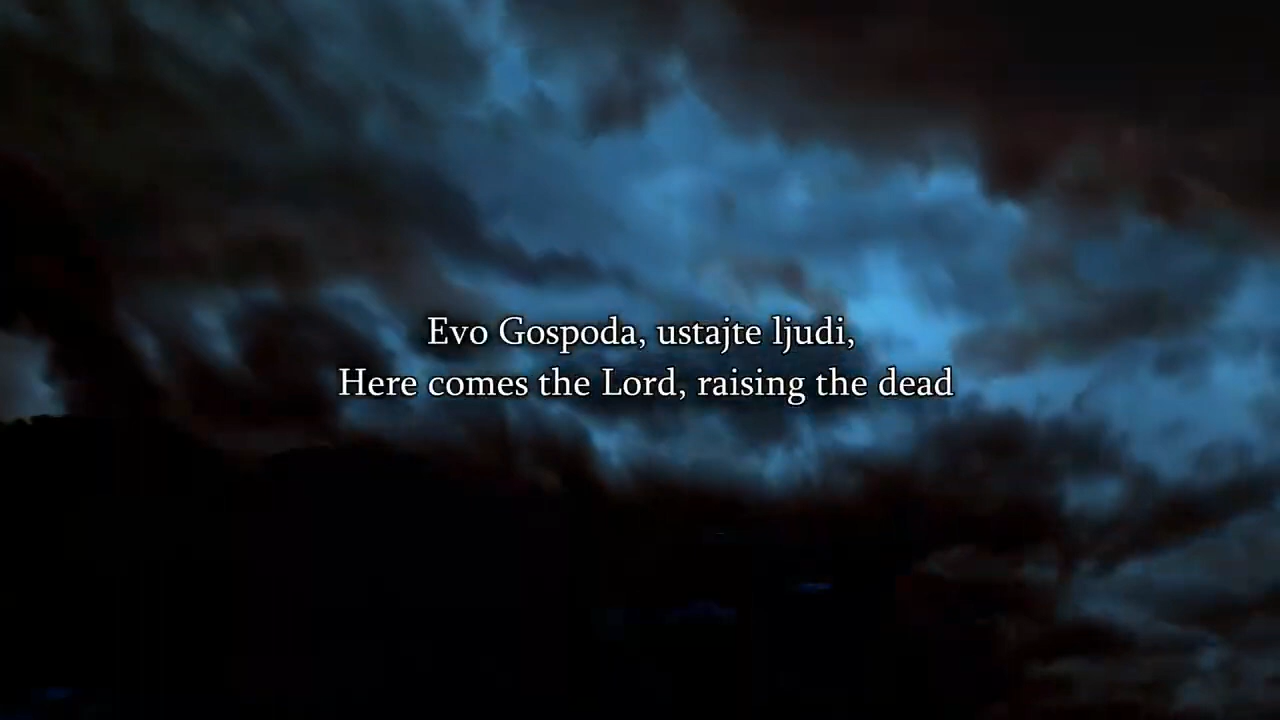 Evo Gospoda, ustajte ljudi,
Here comes the Lord, raising the dead